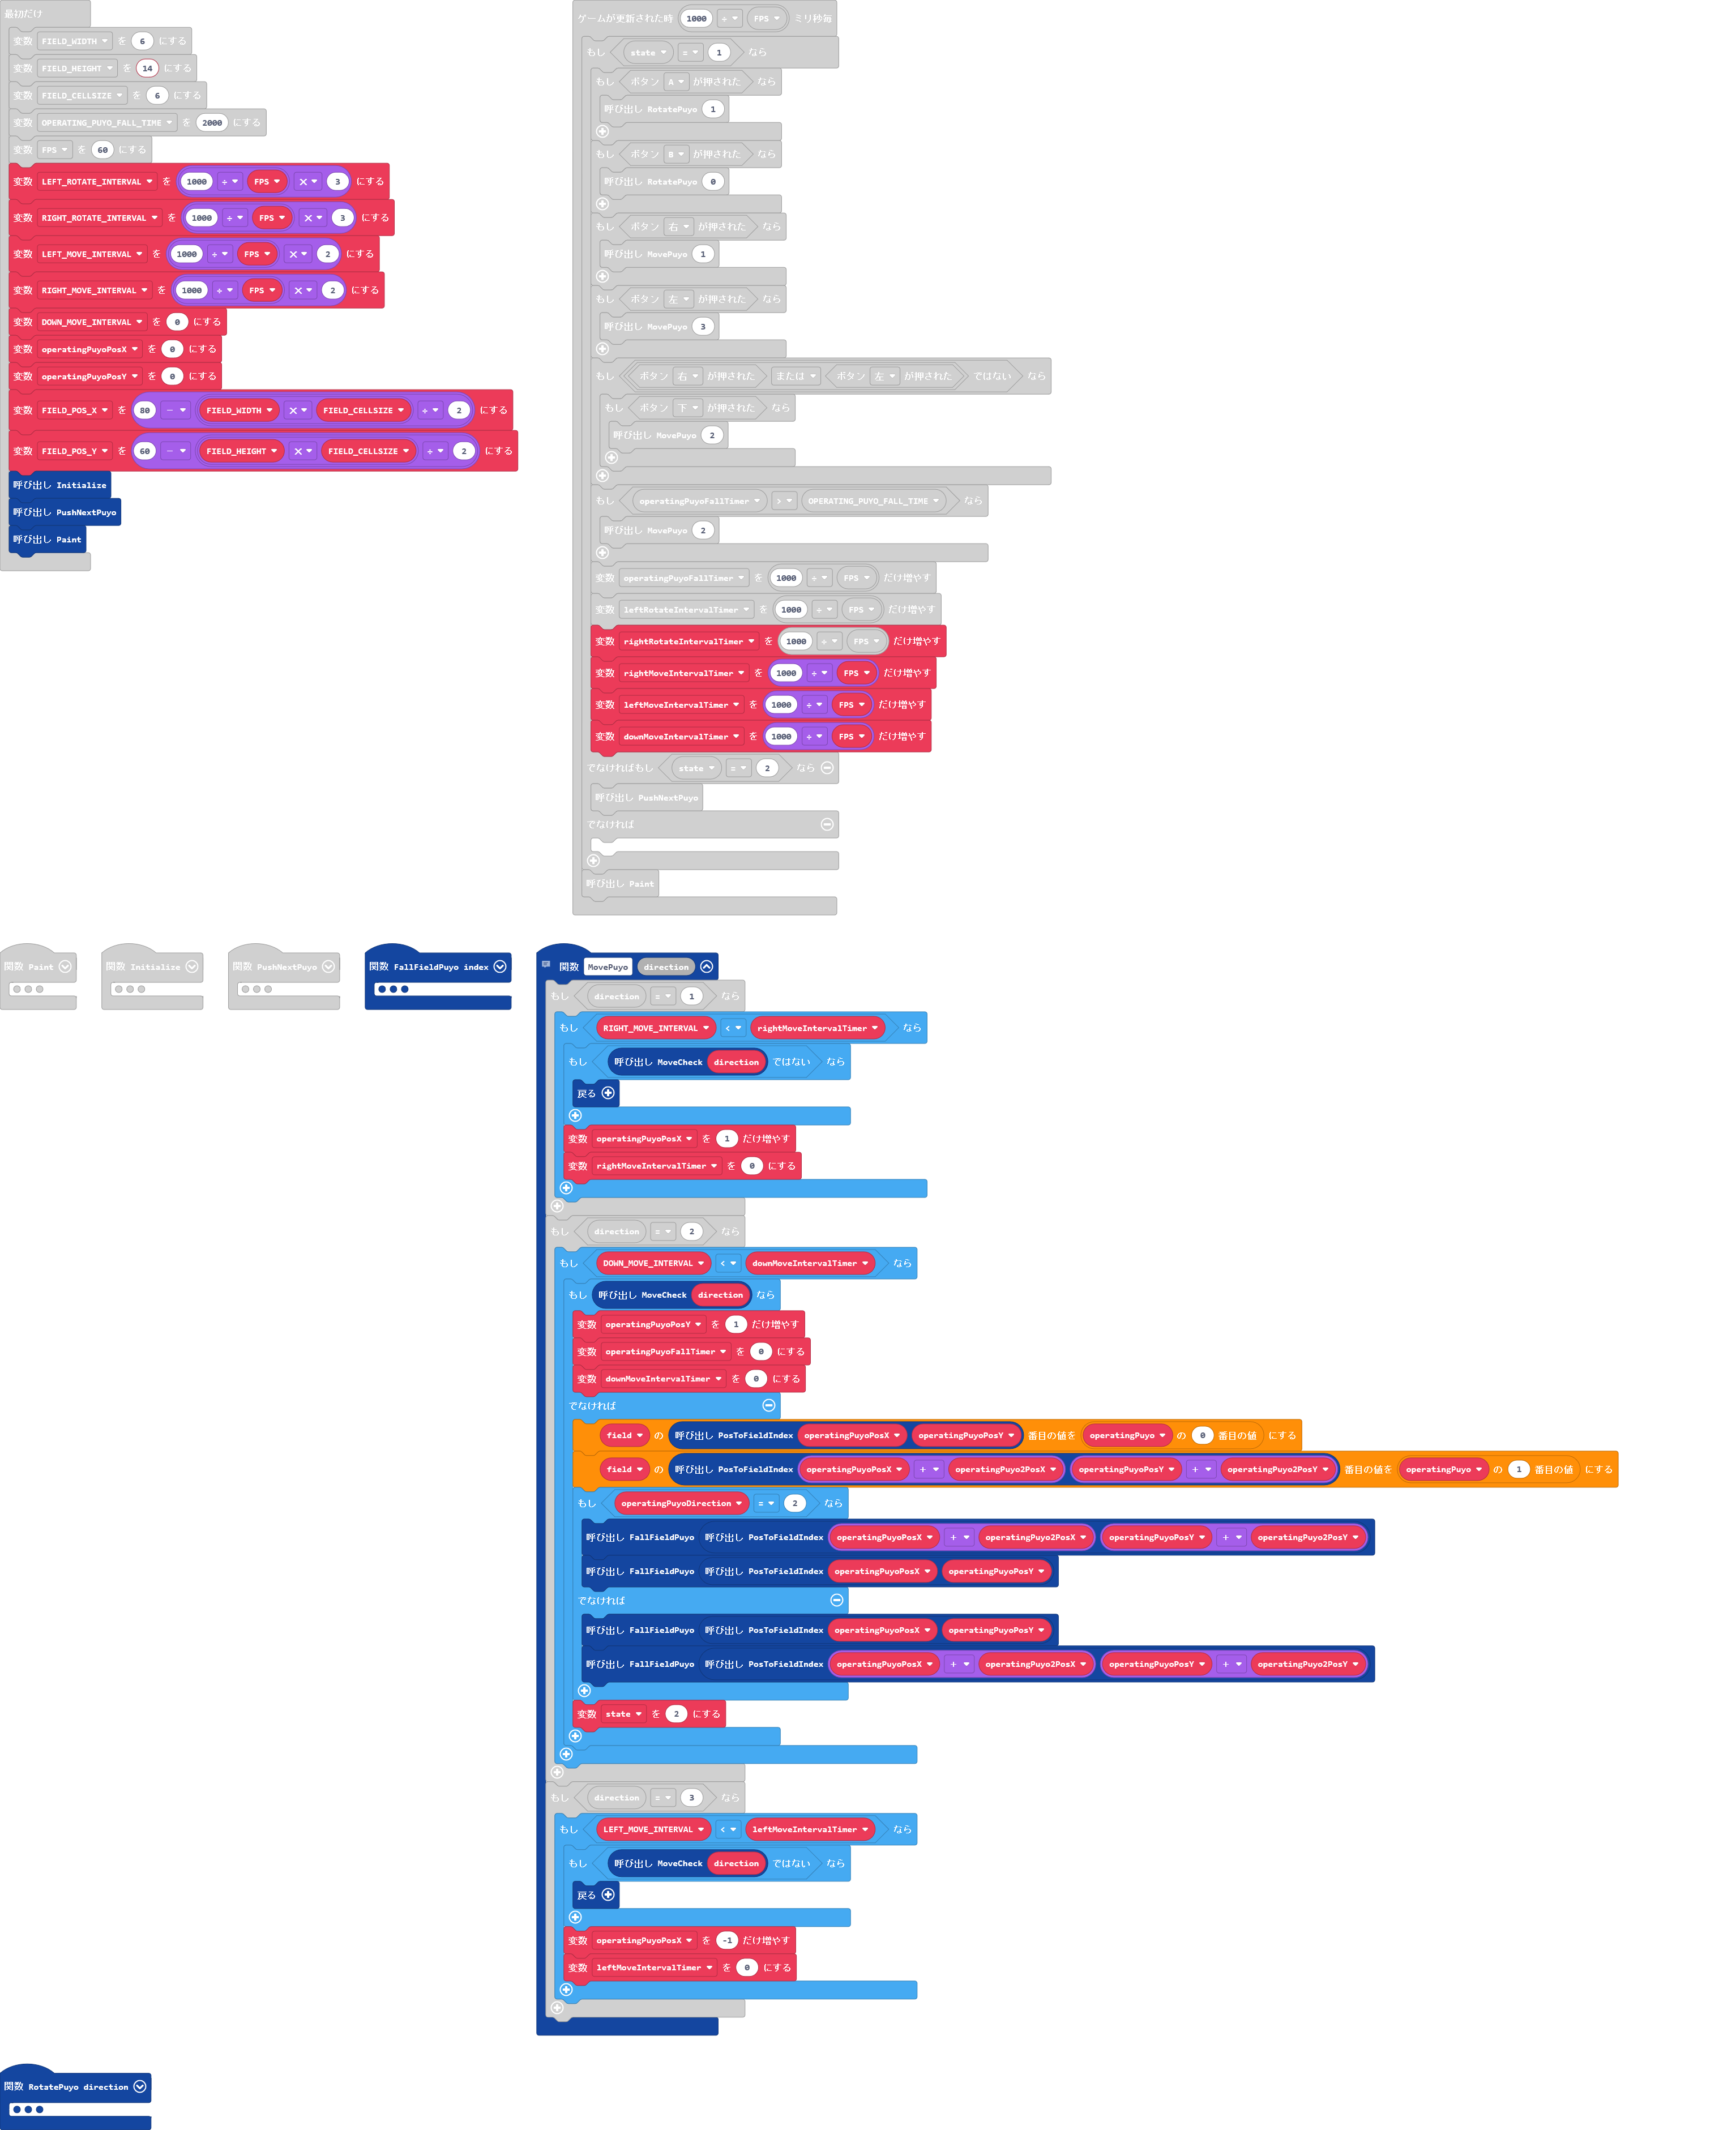 最初だけ
変数 FIELD_WIDTH を 6 にする
変数 FIELD_HEIGHT を 14 にする
変数 FIELD_CELLSIZE を 6 にする
変数 OPERATING_PUYO_FALL_TIME を 2000 にする
変数 FPS を 60 にする
変数 LEFT_ROTATE_INTERVAL を 1000 ÷ FPS × 3 にする
変数 RIGHT_ROTATE_INTERVAL を 1000 ÷ FPS × 3 にする
変数 LEFT_MOVE_INTERVAL を 1000 ÷ FPS × 2 にする
変数 RIGHT_MOVE_INTERVAL を 1000 ÷ FPS × 2 にする
変数 DOWN_MOVE_INTERVAL を 0 にする
変数 operatingPuyoPosX を 0 にする
変数 operatingPuyoPosY を 0 にする
変数 FIELD_POS_X を 80 - FIELD_WIDTH × FIELD_CELLSIZE ÷ 2 にする
変数 FIELD_POS_Y を 60 - FIELD_HEIGHT × FIELD_CELLSIZE ÷ 2 にする
呼び出し Initialize
呼び出し PushNextPuyo
呼び出し Paint
ゲームが更新された時 1000 ÷ FPS ミリ秒毎
もし state = 1 なら
もし ボタン A が押された なら
呼び出し RotatePuyo 1
もし ボタン B が押された なら
呼び出し RotatePuyo 0
もし ボタン 右 が押された なら
呼び出し MovePuyo 1
もし ボタン 左 が押された なら
呼び出し MovePuyo 3
もし ボタン 右 が押された または ボタン 左 が押された ではない なら
もし ボタン 下 が押された なら
呼び出し MovePuyo 2
もし operatingPuyoFallTimer > OPERATING_PUYO_FALL_TIME なら
呼び出し MovePuyo 2
変数 operatingPuyoFallTimer を 1000 ÷ FPS だけ増やす
変数 leftRotateIntervalTimer を 1000 ÷ FPS だけ増やす
変数 rightRotateIntervalTimer を 1000 ÷ FPS だけ増やす
変数 rightMoveIntervalTimer を 1000 ÷ FPS だけ増やす
変数 leftMoveIntervalTimer を 1000 ÷ FPS だけ増やす
変数 downMoveIntervalTimer を 1000 ÷ FPS だけ増やす
でなければもし state = 2 なら
呼び出し PushNextPuyo
でなければ
呼び出し Paint
関数 Paint
関数 Initialize
関数 PushNextPuyo
関数 FallFieldPuyo index
関数 MovePuyo direction
もし direction = 1 なら
もし RIGHT_MOVE_INTERVAL < rightMoveIntervalTimer なら
もし 呼び出し MoveCheck direction ではない なら
戻る
変数 operatingPuyoPosX を 1 だけ増やす
変数 rightMoveIntervalTimer を 0 にする
もし direction = 2 なら
もし DOWN_MOVE_INTERVAL < downMoveIntervalTimer なら
もし 呼び出し MoveCheck direction なら
変数 operatingPuyoPosY を 1 だけ増やす
変数 operatingPuyoFallTimer を 0 にする
変数 downMoveIntervalTimer を 0 にする
でなければ
field の 呼び出し PosToFieldIndex operatingPuyoPosX operatingPuyoPosY 番目の値を operatingPuyo の 0 番目の値 にする
field の 呼び出し PosToFieldIndex operatingPuyoPosX + operatingPuyo2PosX operatingPuyoPosY + operatingPuyo2PosY 番目の値を operatingPuyo の 1 番目の値 にする
もし operatingPuyoDirection = 2 なら
呼び出し FallFieldPuyo 呼び出し PosToFieldIndex operatingPuyoPosX + operatingPuyo2PosX operatingPuyoPosY + operatingPuyo2PosY
呼び出し FallFieldPuyo 呼び出し PosToFieldIndex operatingPuyoPosX operatingPuyoPosY
でなければ
呼び出し FallFieldPuyo 呼び出し PosToFieldIndex operatingPuyoPosX operatingPuyoPosY
呼び出し FallFieldPuyo 呼び出し PosToFieldIndex operatingPuyoPosX + operatingPuyo2PosX operatingPuyoPosY + operatingPuyo2PosY
変数 state を 2 にする
もし direction = 3 なら
もし LEFT_MOVE_INTERVAL < leftMoveIntervalTimer なら
もし 呼び出し MoveCheck direction ではない なら
戻る
変数 operatingPuyoPosX を -1 だけ増やす
変数 leftMoveIntervalTimer を 0 にする
関数 RotatePuyo direction